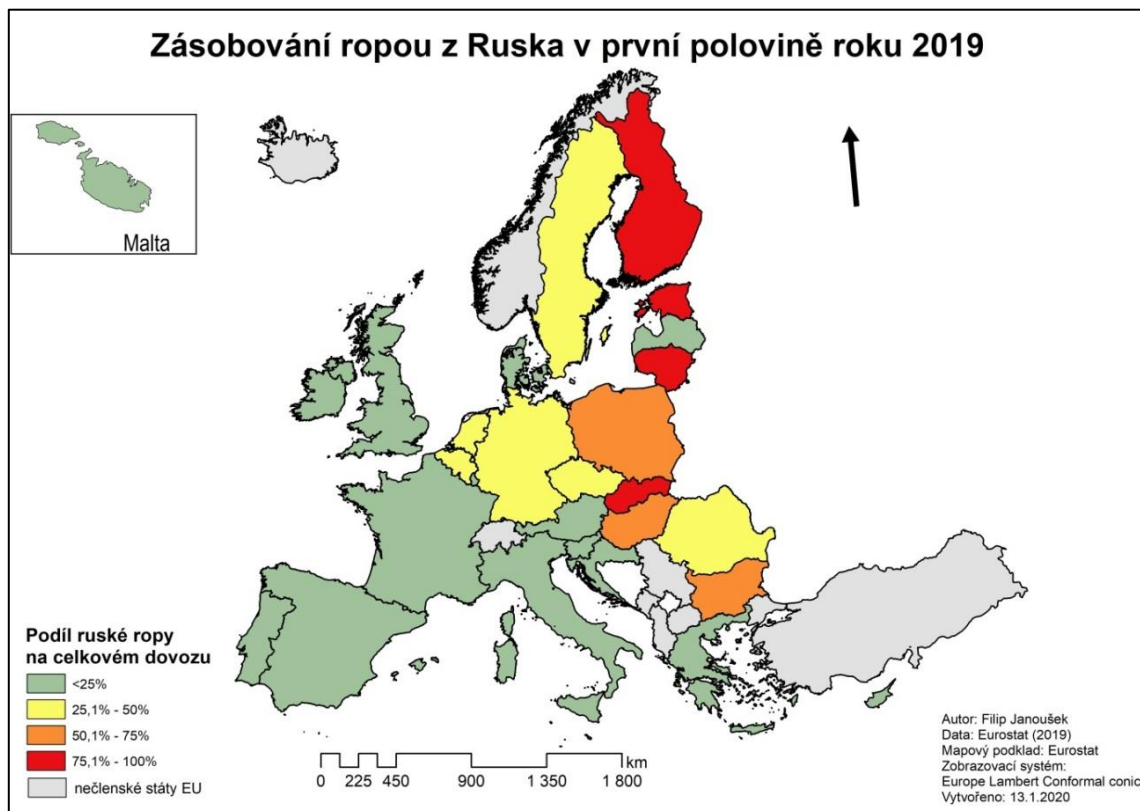 Zásobování ropou z Ruska v první polovině roku 2019
Malta
Podíl ruské ropy
na celkovém dovozu
<25%
25,1% - 50%
50,1% - 75%
75,1% - 100%
nečlenské státy EU
km
0 225 450 900 1 350 1 800
Autor: Filip Janoušek
Data: Eurostat (2019)
Mapový podklad: Eurostat
Zobrazovací systém:
Europe Lambert Conformal conic
Vytvořeno: 13.1.2020